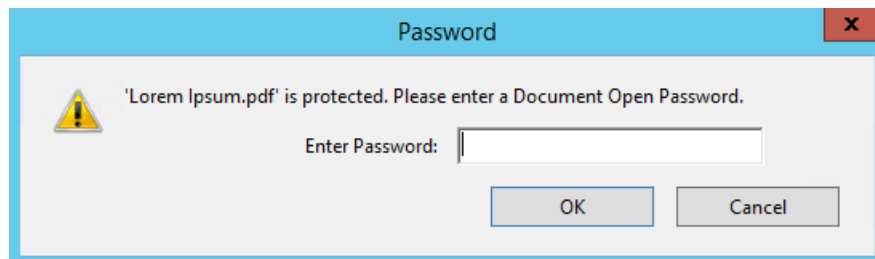 Password
x
'Lorem Ipsum.pdf' is protected. Please enter a Document Open Password.
Enter Password:
OK Cancel